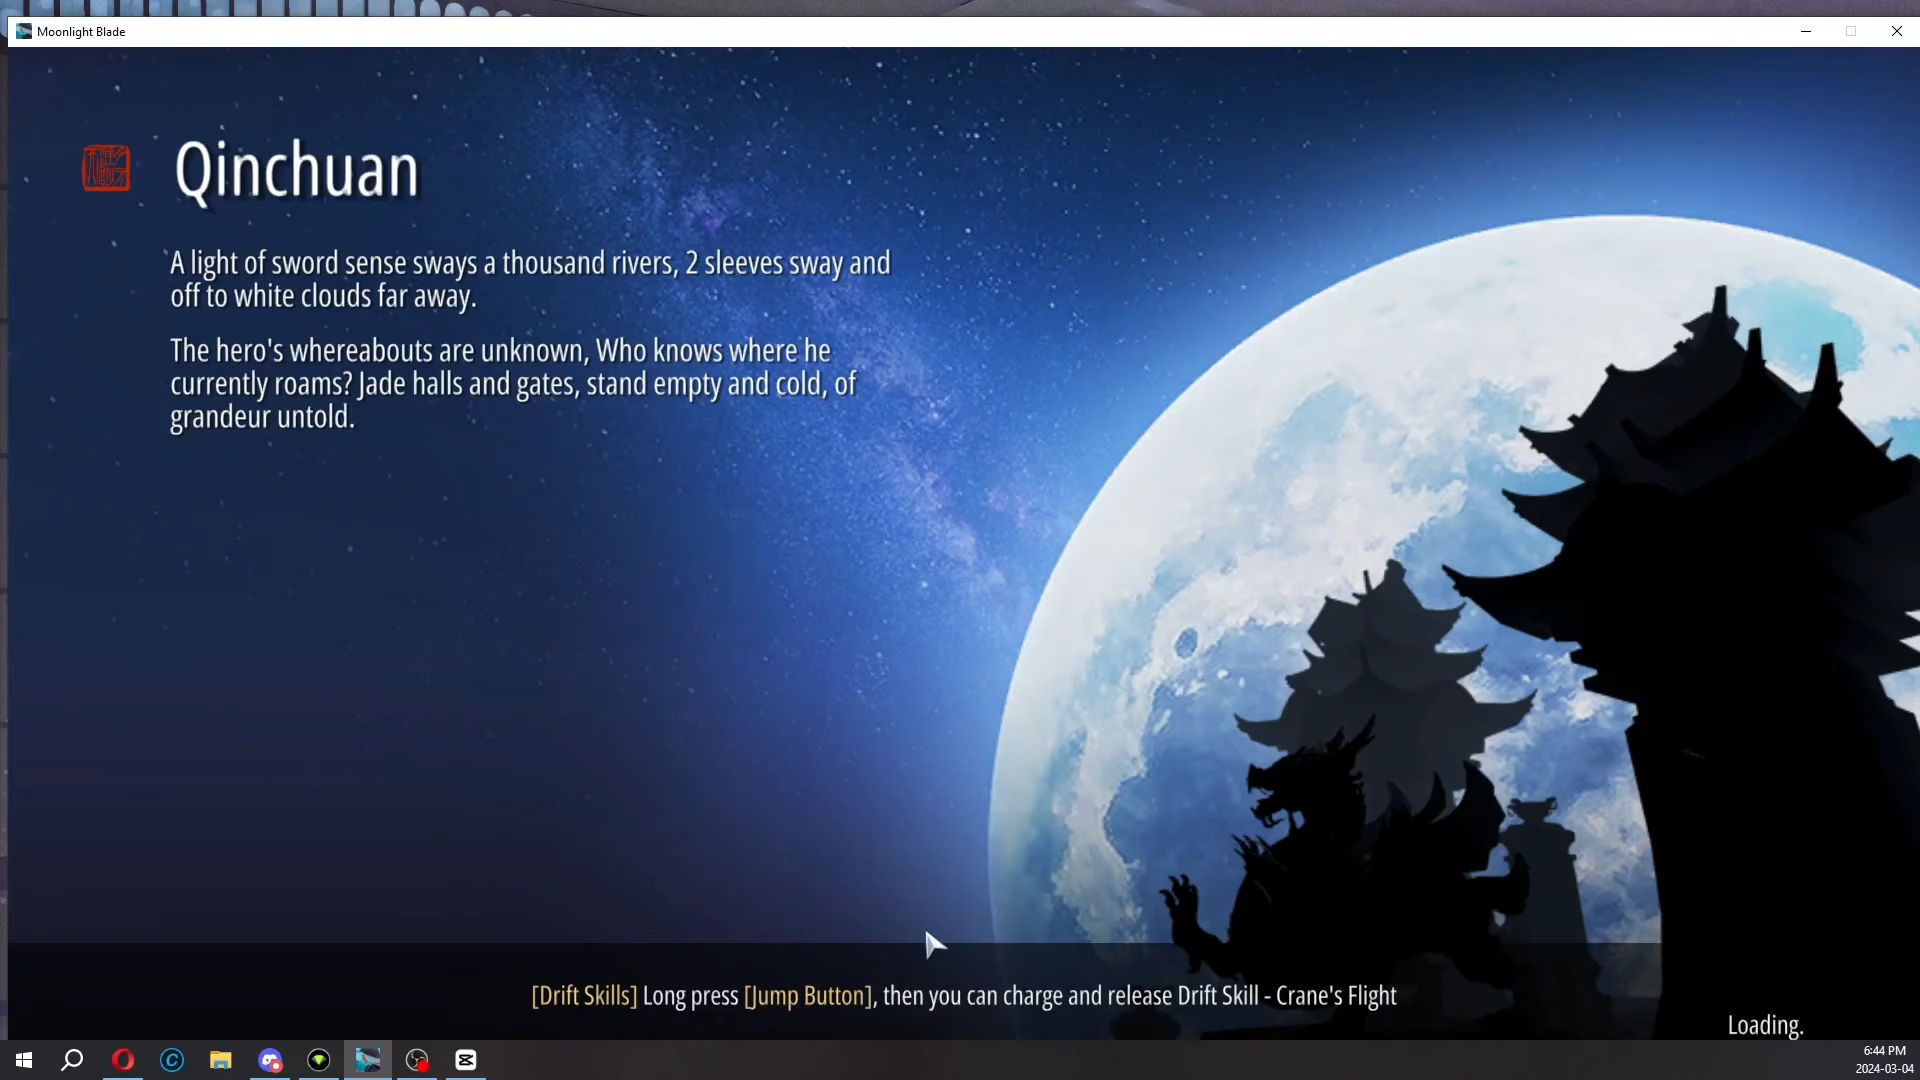 Moonlight Blade
Qinchuan
A light of sword sense sways a thousand rivers, 2 sleeves sway and
off to white clouds far away.
The hero's whereabouts are unknown, Who knows where he
currently roams? Jade halls and gates, stand empty and cold, of
grandeur untold.
[Drift Skills] Long press [Jump Button], then you can charge and release Drift Skill - Crane's Flight
Loading.
6:44 PM
2024-03-04